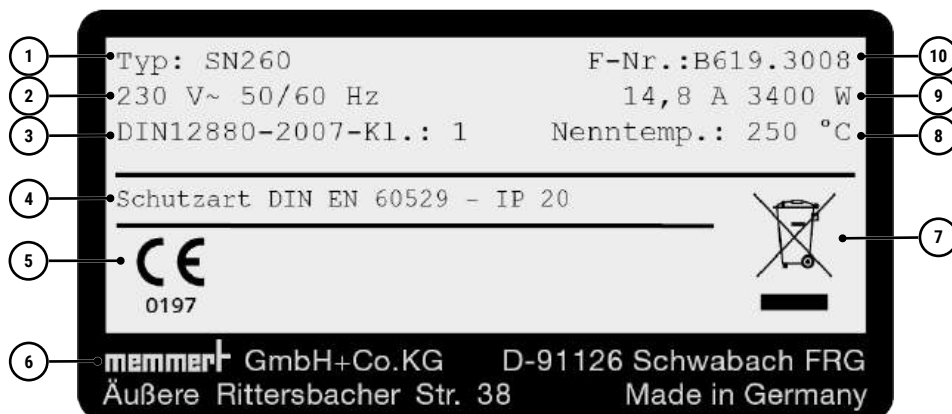 1 Typ: SN260 F-Nr.:B619.3008 10
2 230 V~ 50/60 Hz 14,8 A 3400 W 9
3 DIN12880-2007-Kl.: 1 Nenntemp.: 250 °C 8
4 Schutzart DIN EN 60529 - IP 20
5 CE 7
0197
6 memmert GmbH+Co.KG D-91126 Schwabach FRG
Äußere Rittersbacher Str. 38 Made in Germany